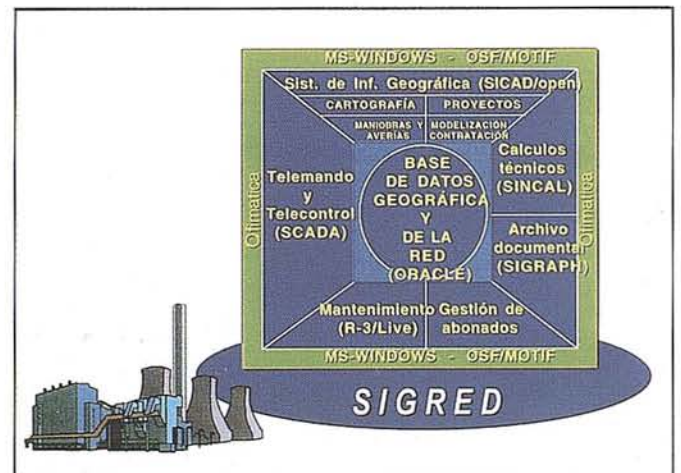 MS-WINDOWS - OSF/MOTIF
Sist. de Inf. Geográfica (SICAD/open)
CARTOGRAFÍA
PROYECTOS
MANIOBRAS Y
AVERÍAS
MODELIZACIÓN
CONTRATACIÓN
Ofimatica
Telemando
y
Telecontrol
(SCADA)
BASE
DE DATOS
GEOGRÁFICA
Y
DE LA
RED
(ORACLE)
Calculos
técnicos
(SINCAL)
Archivo
documental
(SIGRAPH)
Ofimatica
Mantenimiento
(R-3/Live)
Gestión de
abonados
MS-WINDOWS - OSF/MOTIF
SIGRED